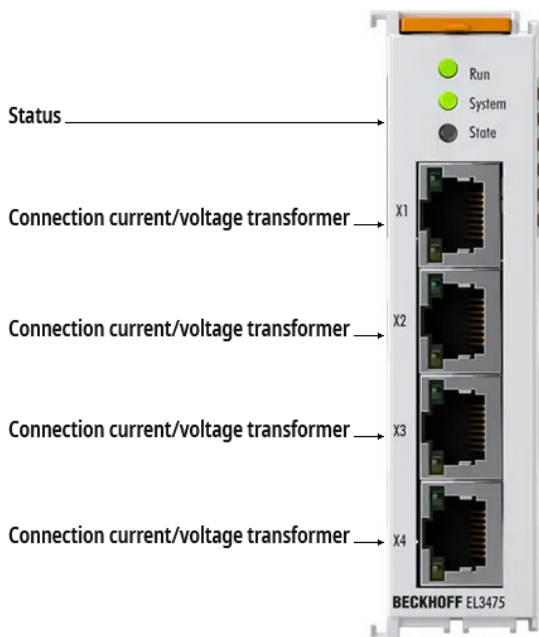 Run
System
Status
State
Connection current/voltage transformer
X1
Connection current/voltage transformer
X2
Connection current/voltage transformer
X3
Connection current/voltage transformer
X4
BECKHOFF EL3475